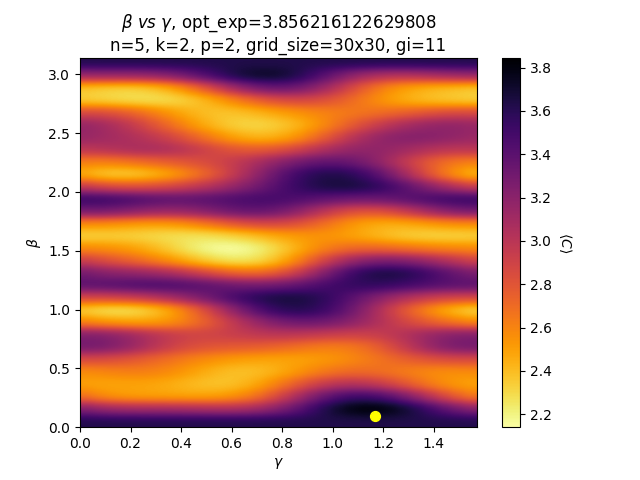 β vs γ, opt_exp=3.856216122629808
n=5, k=2, p=2, grid_size=30x30, gi=11
3.0
2.5
2.0
1.5
1.0
0.5
0.0
β
0.0 0.2 0.4 0.6 0.8 1.0 1.2 1.4
γ
3.8
3.6
3.4
3.2
3.0
2.8
2.6
2.4
2.2
⟨C⟩